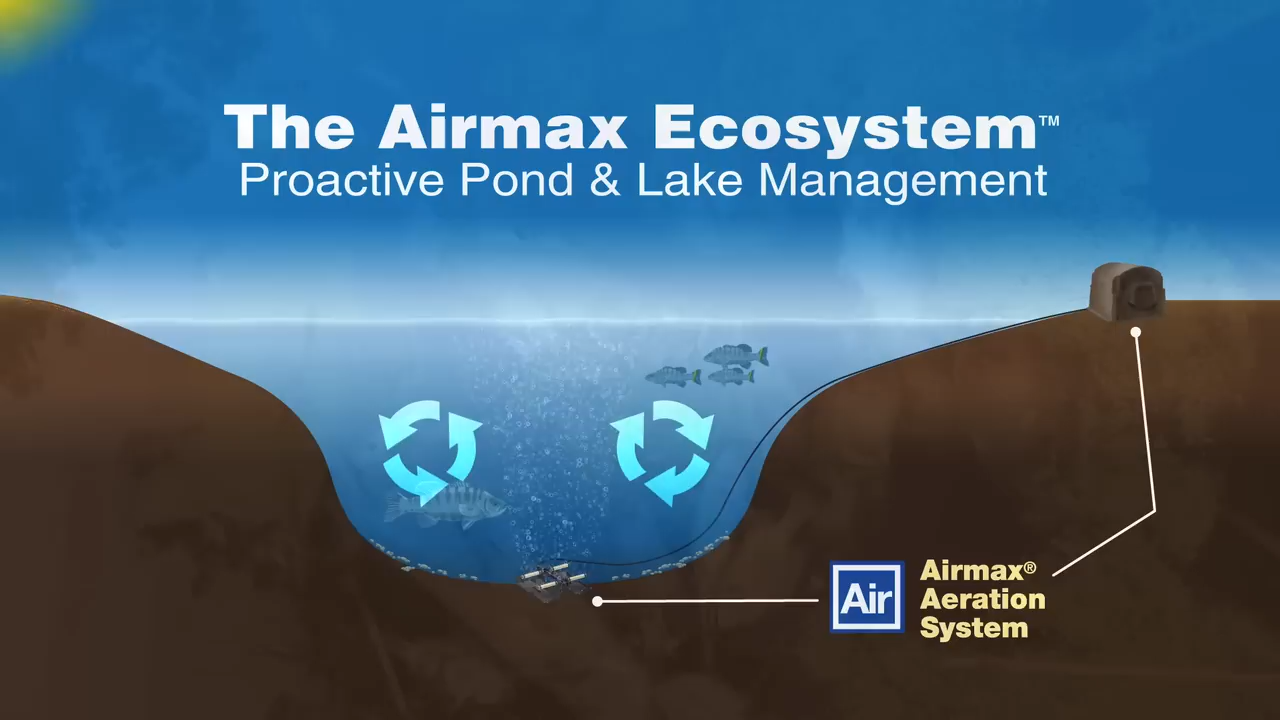 The Airmax Ecosystem™
Proactive Pond & Lake Management
Air
Airmax®
Aeration
System